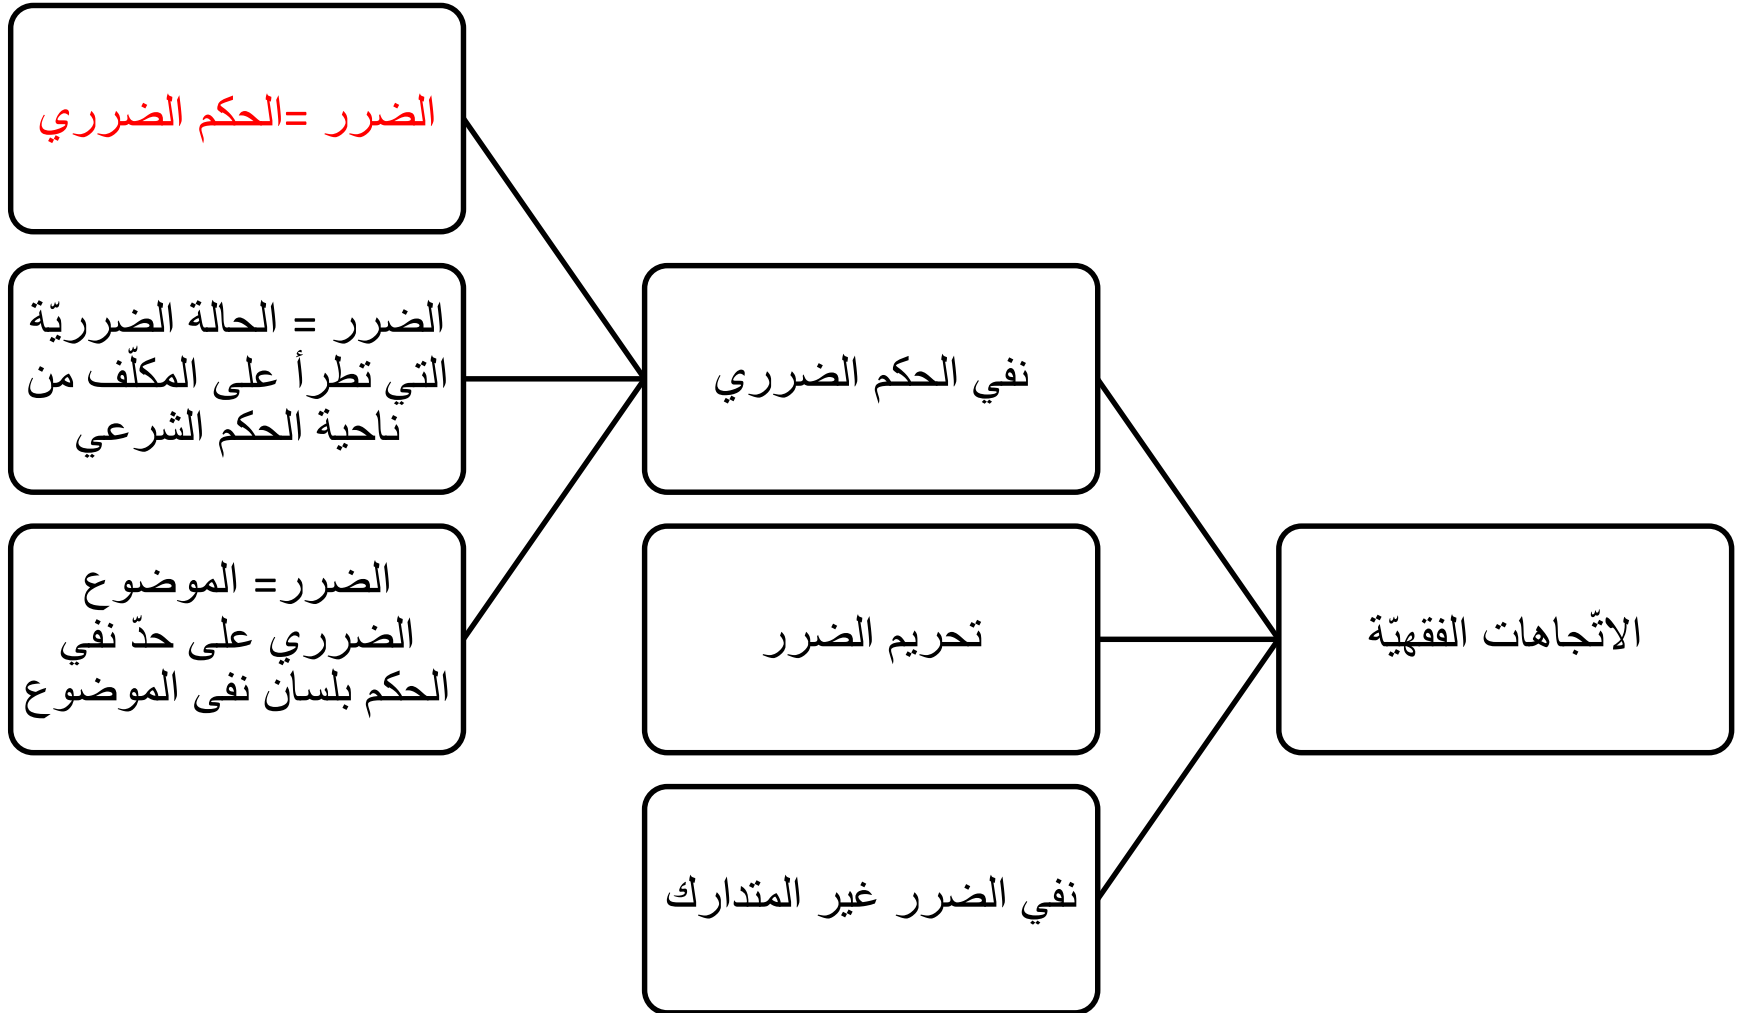 الاتّجاهات الفقهيّة
نفي الحكم الضرري
الضرر =الحكم الضرري
الضرر = الحالة الضرريّة
التي تطرأ على المكلّف من
ناحية الحكم الشرعي
الضرر= الموضوع
الضرري على حدّ نفي
الحكم بلسان نفى الموضوع
تحريم الضرر
نفي الضرر غير المتدارك